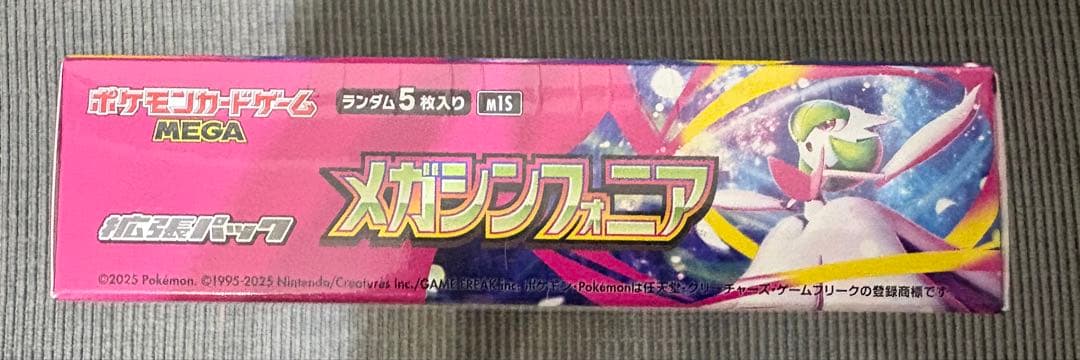 ポケモンカードゲーム
MEGA
ランダム5枚入り
m1S
メガシンフォニア
拡張パック
©2025 Pokémon. ©1995-2025 Nintendo/Creatures Inc./GAME FREAK inc. ポケモン・Pokémonは任天堂・クリーチャーズ・ゲームフリークの登録商標です